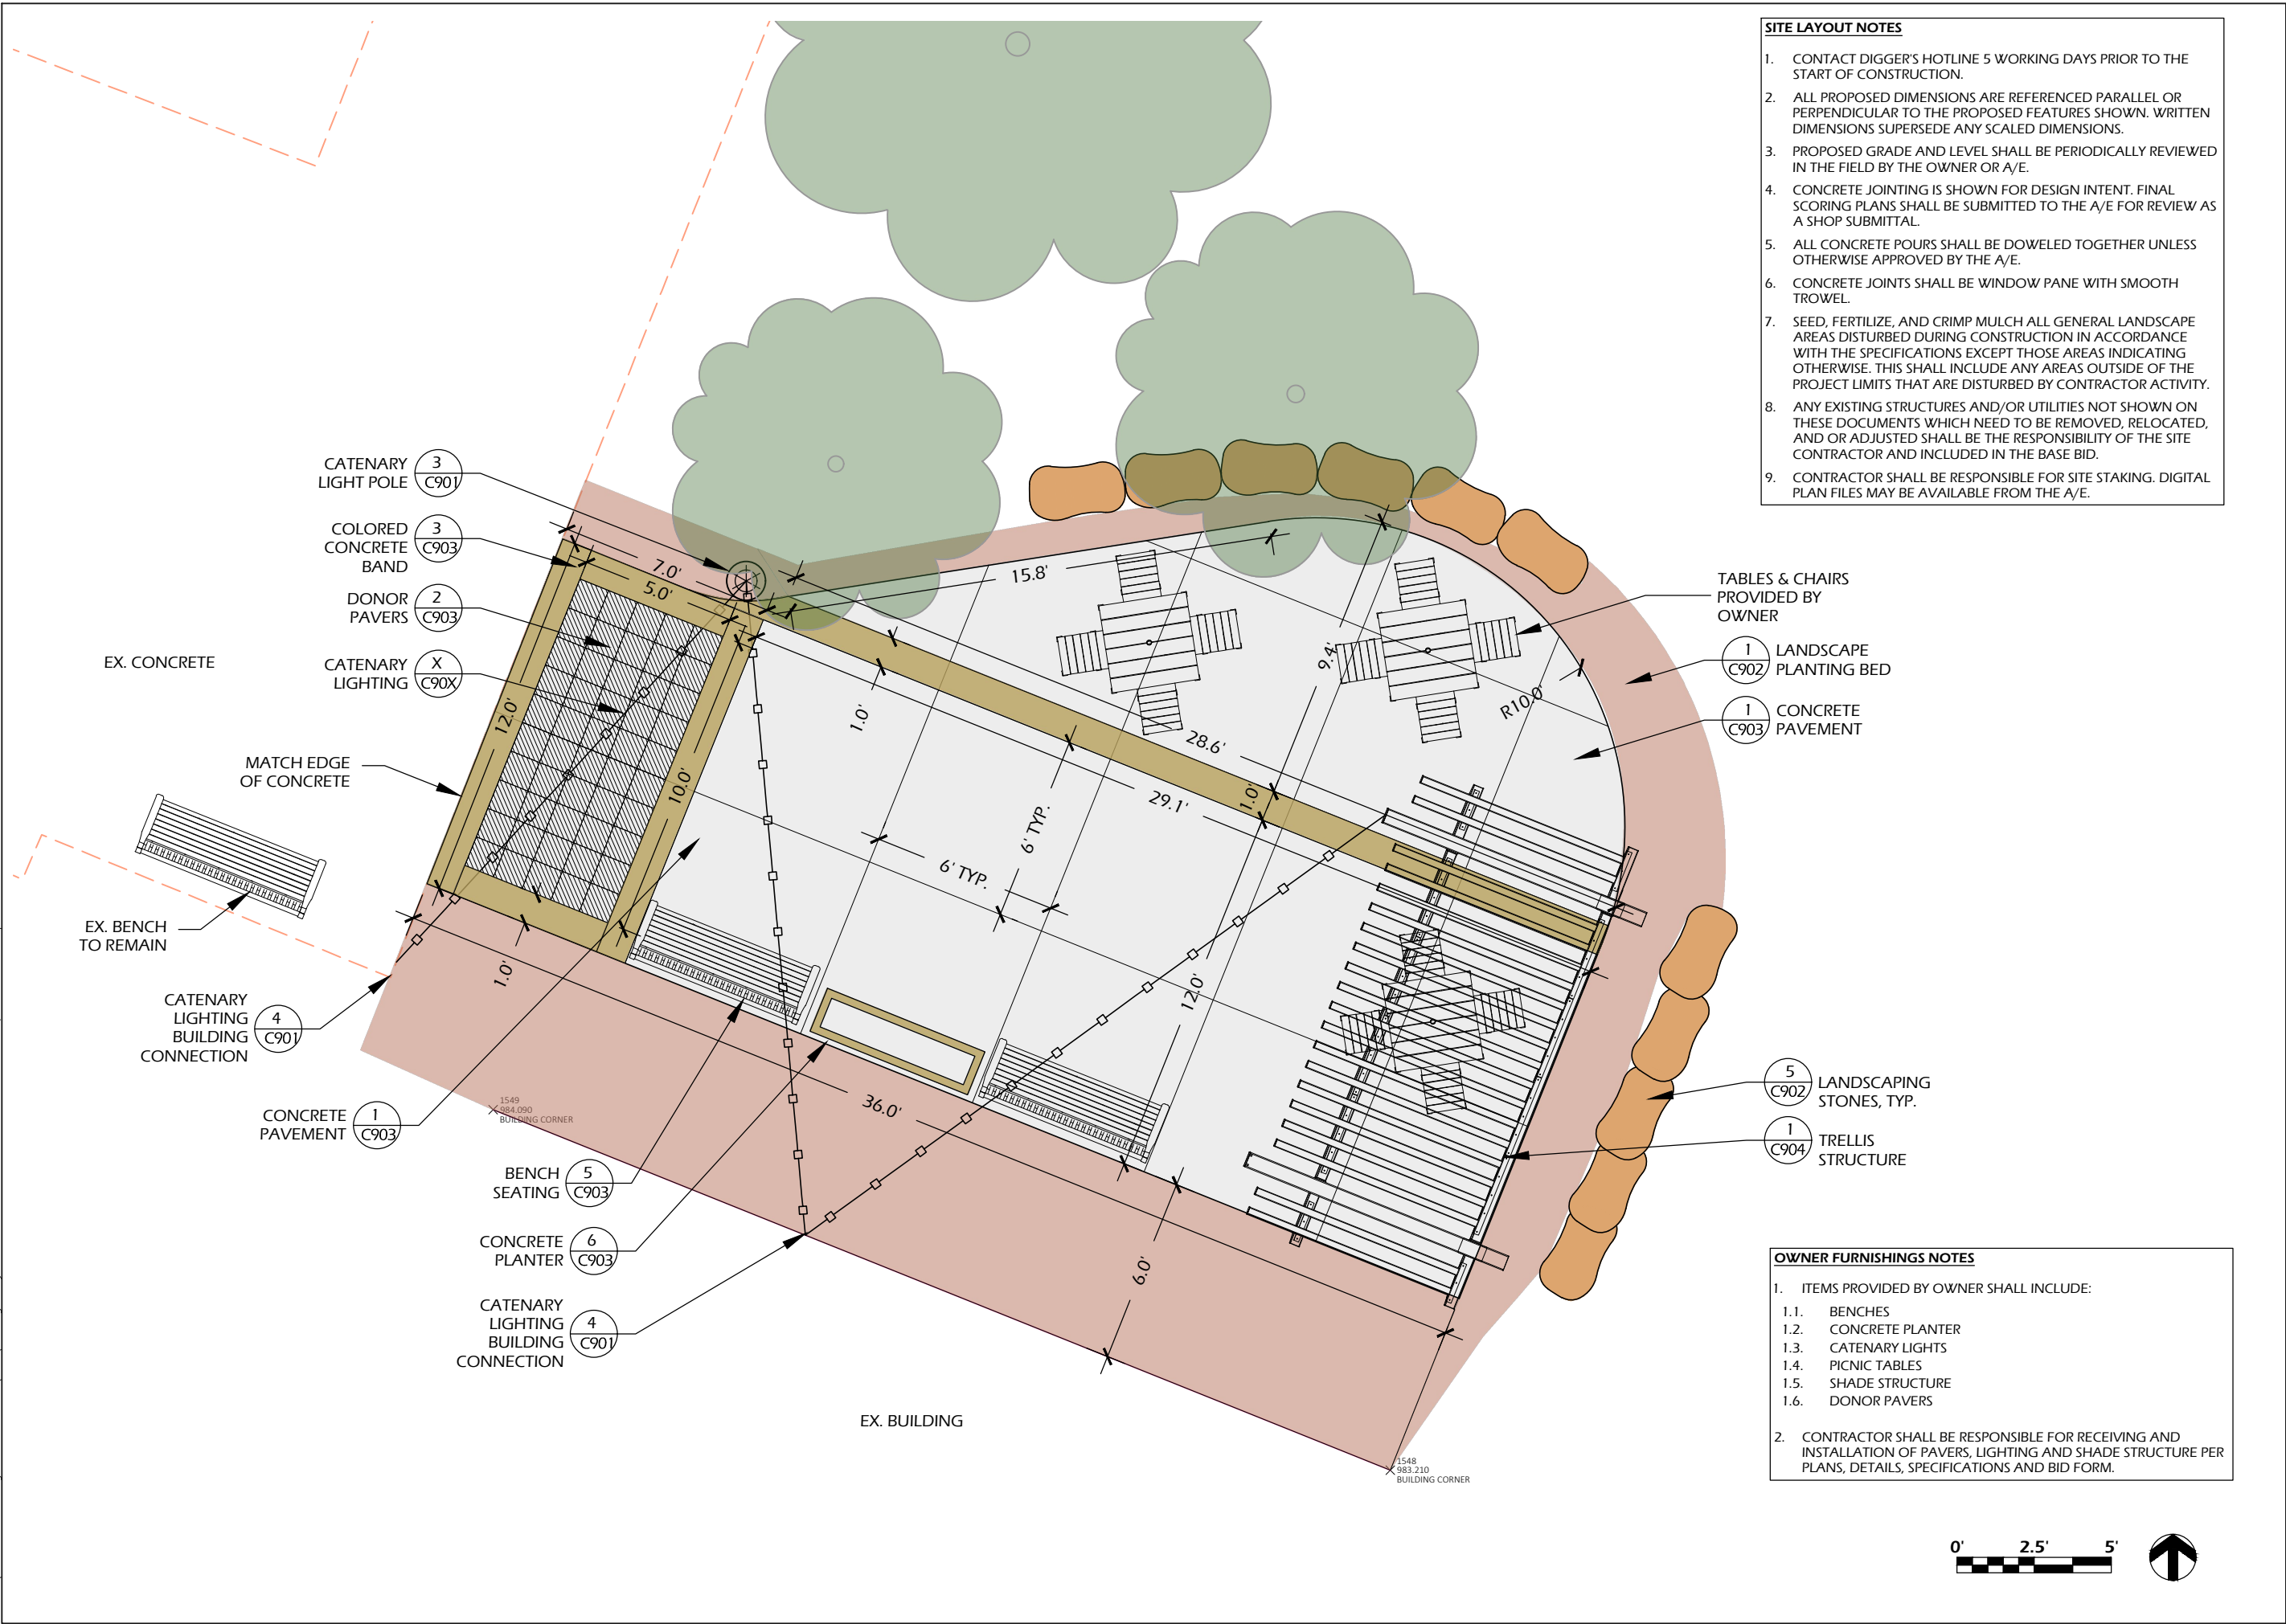 SITE LAYOUT NOTES
1. CONTACT DIGGER'S HOTLINE 5 WORKING DAYS PRIOR TO THE
START OF CONSTRUCTION.
2. ALL PROPOSED DIMENSIONS ARE REFERENCED PARALLEL OR
PERPENDICULAR TO THE PROPOSED FEATURES SHOWN. WRITTEN
DIMENSIONS SUPERSEDE ANY SCALED DIMENSIONS.
3. PROPOSED GRADE AND LEVEL SHALL BE PERIODICALLY REVIEWED
IN THE FIELD BY THE OWNER OR A/E.
4. CONCRETE JOINTING IS SHOWN FOR DESIGN INTENT. FINAL
SCORING PLANS SHALL BE SUBMITTED TO THE A/E FOR REVIEW AS
A SHOP SUBMITTAL.
5. ALL CONCRETE POURS SHALL BE DOWELED TOGETHER UNLESS
OTHERWISE APPROVED BY THE A/E.
6. CONCRETE JOINTS SHALL BE WINDOW PANE WITH SMOOTH
TROWEL.
7. SEED, FERTILIZE, AND CRIMP MULCH ALL GENERAL LANDSCAPE
AREAS DISTURBED DURING CONSTRUCTION IN ACCORDANCE
WITH THE SPECIFICATIONS EXCEPT THOSE AREAS INDICATING
OTHERWISE. THIS SHALL INCLUDE ANY AREAS OUTSIDE OF THE
PROJECT LIMITS THAT ARE DISTURBED BY CONTRACTOR ACTIVITY.
8. ANY EXISTING STRUCTURES AND/OR UTILITIES NOT SHOWN ON
THESE DOCUMENTS WHICH NEED TO BE REMOVED, RELOCATED,
AND OR ADJUSTED SHALL BE THE RESPONSIBILITY OF THE SITE
CONTRACTOR AND INCLUDED IN THE BASE BID.
9. CONTRACTOR SHALL BE RESPONSIBLE FOR SITE STAKING. DIGITAL
PLAN FILES MAY BE AVAILABLE FROM THE A/E.
CATENARY
LIGHT POLE
3
C901
COLORED
CONCRETE
BAND
3
C903
DONOR
PAVERS
2
C903
CATENARY
LIGHTING
X
C90X
EX. CONCRETE
MATCH EDGE
OF CONCRETE
EX. BENCH
TO REMAIN
CATENARY
LIGHTING
BUILDING
CONNECTION
4
C901
CONCRETE
PAVEMENT
1
C903
BENCH
SEATING
5
C903
CONCRETE
PLANTER
6
C903
CATENARY
LIGHTING
BUILDING
CONNECTION
4
C901
7.0'
5.0'
15.8'
12.0'
10.0'
1.0'
28.6'
29.1'
9.4'
R10.0'
1.0'
6' TYP.
6' TYP.
12.0'
1.0'
36.0'
6.0'
1549
984.090
BUILDING CORNER
1548
983.210
BUILDING CORNER
EX. BUILDING
TABLES & CHAIRS
PROVIDED BY
OWNER
1
C902
LANDSCAPE
PLANTING BED
1
C903
CONCRETE
PAVEMENT
5
C902
LANDSCAPING
STONES, TYP.
1
C904
TRELLIS
STRUCTURE
OWNER FURNISHINGS NOTES
1. ITEMS PROVIDED BY OWNER SHALL INCLUDE:
1.1. BENCHES
1.2. CONCRETE PLANTER
1.3. CATENARY LIGHTS
1.4. PICNIC TABLES
1.5. SHADE STRUCTURE
1.6. DONOR PAVERS
2. CONTRACTOR SHALL BE RESPONSIBLE FOR RECEIVING AND
INSTALLATION OF PAVERS, LIGHTING AND SHADE STRUCTURE PER
PLANS, DETAILS, SPECIFICATIONS AND BID FORM.
0' 2.5' 5'